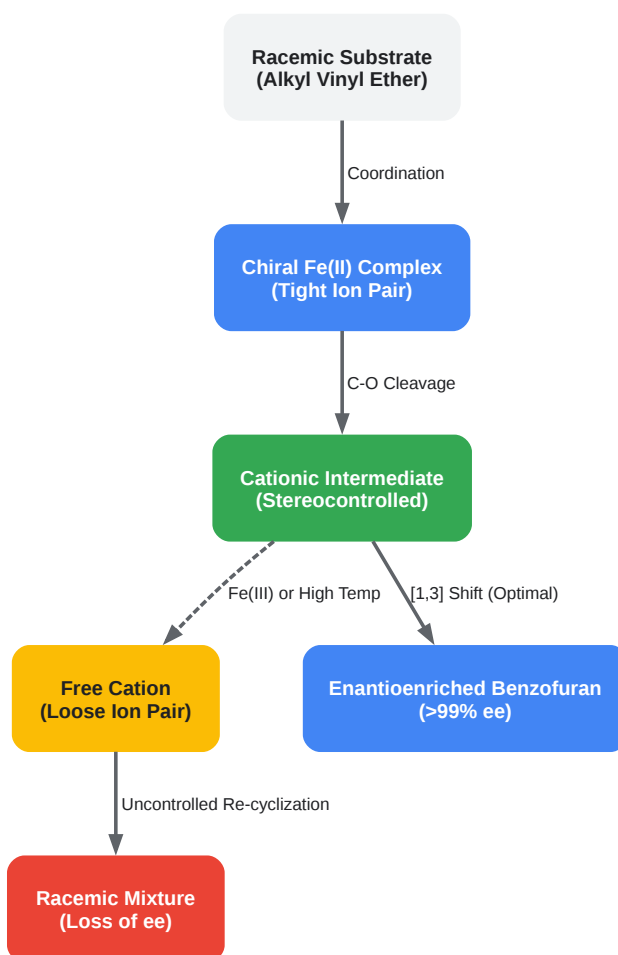 Racemic Substrate
(Alkyl Vinyl Ether)
Coordination
Chiral Fe(II) Complex
(Tight Ion Pair)
C-O Cleavage
Cationic Intermediate
(Stereocontrolled)
Fe(III) or High Temp
[1,3] Shift (Optimal)
Free Cation
(Loose Ion Pair)
Enantioenriched Benzofuran
(>99% ee)
Uncontrolled Re-cyclization
Racemic Mixture
(Loss of ee)